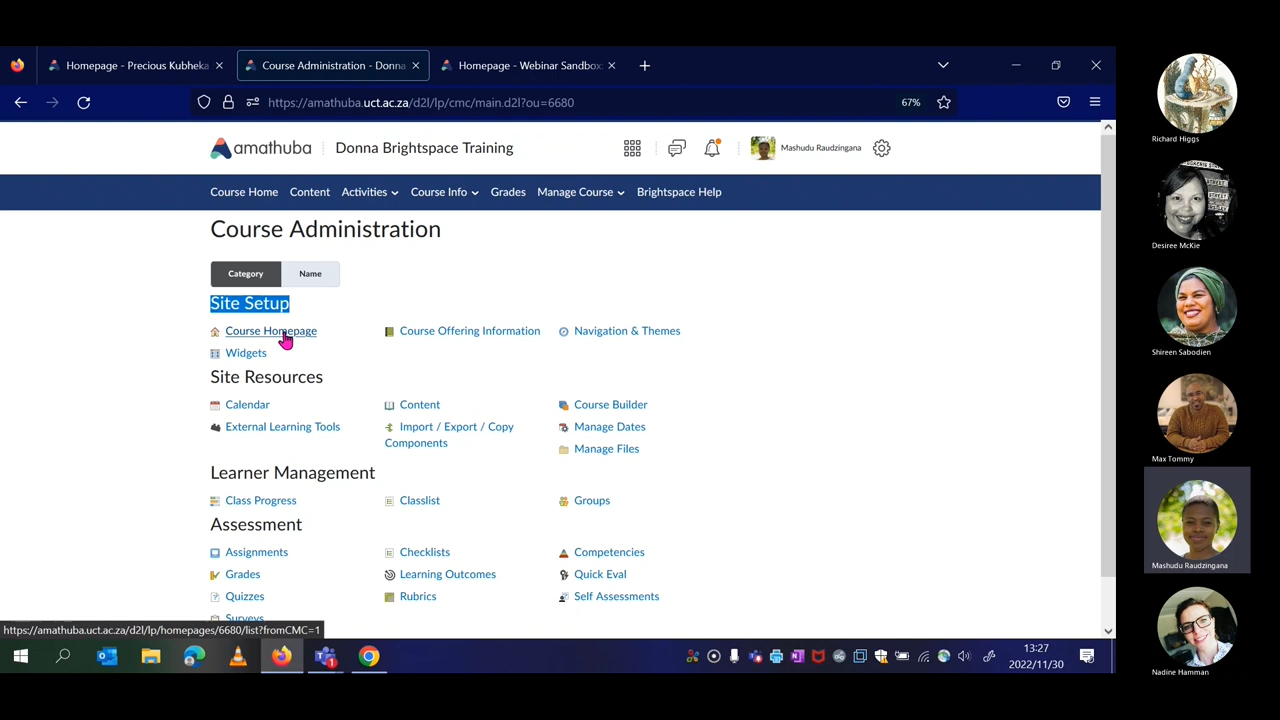 Homepage - Precious Kubheka
Course Administration - Donna
Homepage - Webinar Sandbox:
https://amathuba.uct.ac.za/d2l/lp/cmc/main.d2l?ou=6680
67%
amathuba
Donna Brightspace Training
Mashudu Raudzingana
Course Home
Content
Activities
Course Info
Grades
Manage Course
Brightspace Help
Course Administration
Category
Name
Site Setup
Course Homepage
Course Offering Information
Navigation & Themes
Widgets
Site Resources
Calendar
Content
Course Builder
External Learning Tools
Import / Export / Copy
Components
Manage Dates
Manage Files
Learner Management
Class Progress
Classlist
Groups
Assessment
Assignments
Checklists
Competencies
Grades
Learning Outcomes
Quick Eval
Quizzes
Rubrics
Self Assessments
Surveys
https://amathuba.uct.ac.za/d2l/lp/homepages/6680/list?fromCMC=1
13:27
2022/11/30
Richard Higgs
Desiree McKie
Shireen Sabodien
Max Tommy
Mashudu Raudzingana
Nadine Hamman